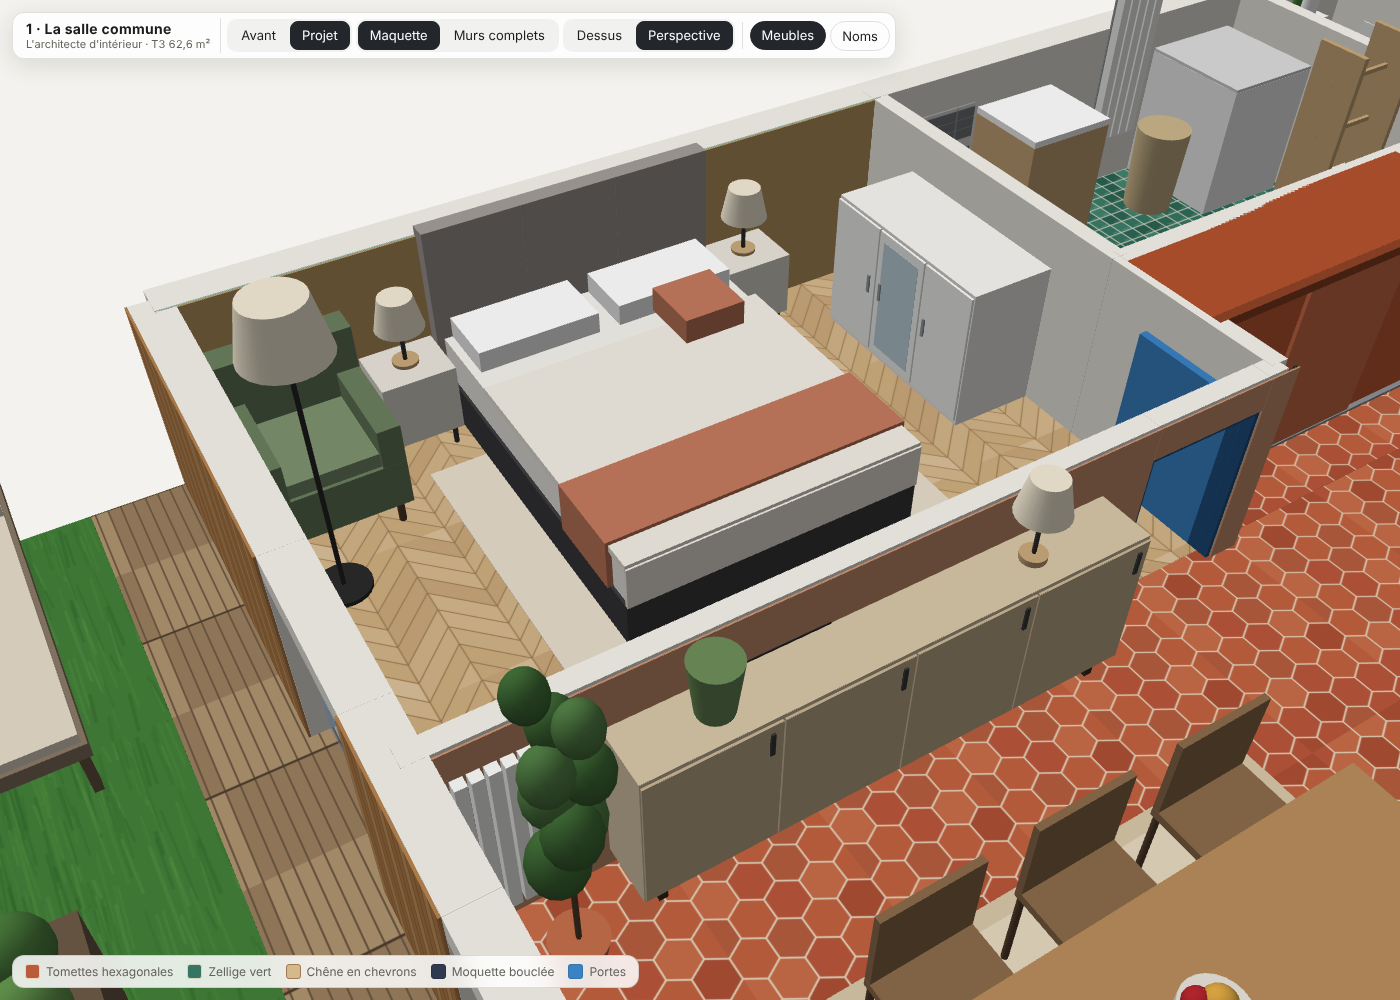 1 · La salle commune
L'architecte d'intérieur · T3 62,6 m²
Avant
Projet
Maquette
Murs complets
Dessus
Perspective
Meubles
Noms
Tomettes hexagonales
Zellige vert
Chêne en chevrons
Moquette bouclée
Portes